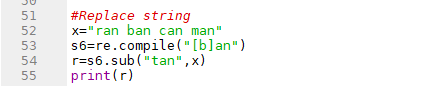 51 #Replace string
52 x="ran ban can man"
53 s6=re.compile("[b]an")
54 r=s6.sub("tan",x)
55 print(r)